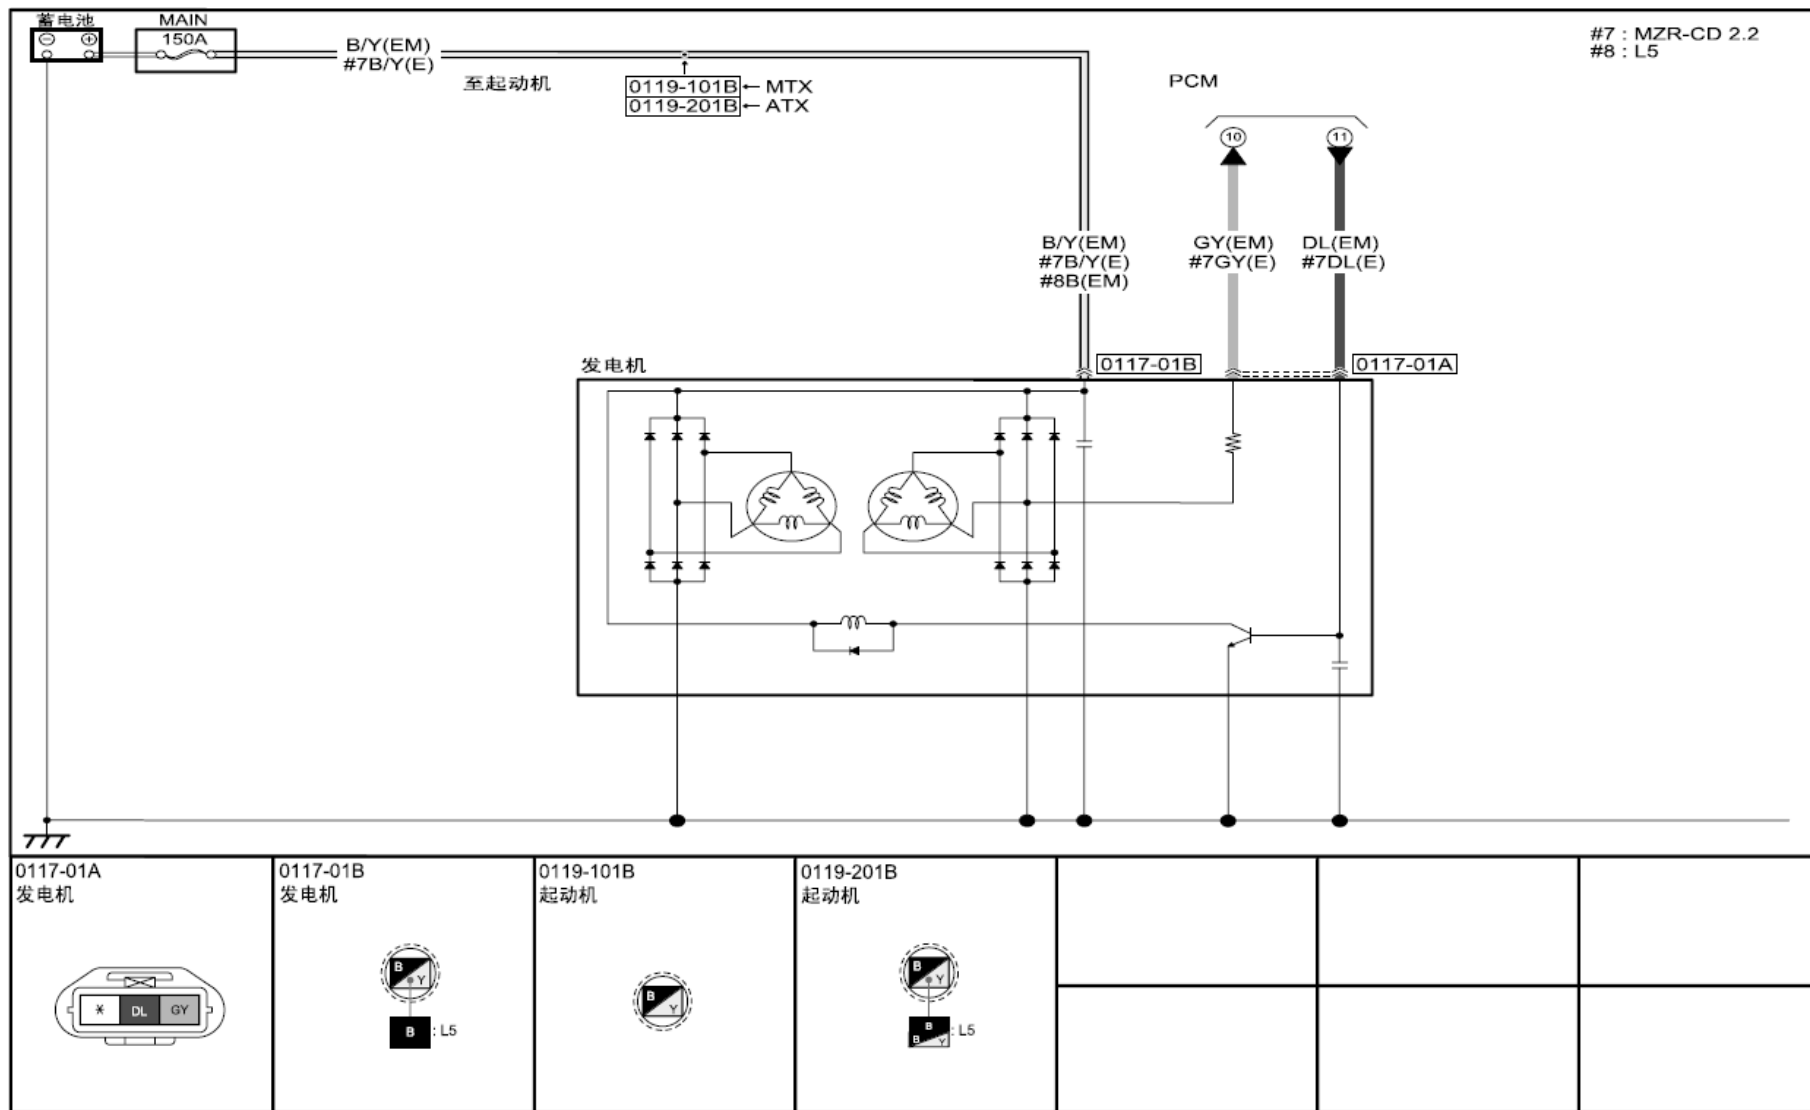 蓄电池
MAIN
150A
B/Y(EM)
#7B/Y(E)
至起动机
0119-101B ← MTX
0119-201B ← ATX
#7 : MZR-CD 2.2
#8 : L5
PCM
10
11
B/Y(EM)
#7B/Y(E)
#8B(EM)
GY(EM)
#7GY(E)
DL(EM)
#7DL(E)
发电机
0117-01B
0117-01A
0117-01A
发电机
* DL GY
0117-01B
发电机
B Y
B : L5
0119-101B
起动机
B Y
0119-201B
起动机
B Y
B
B Y : L5